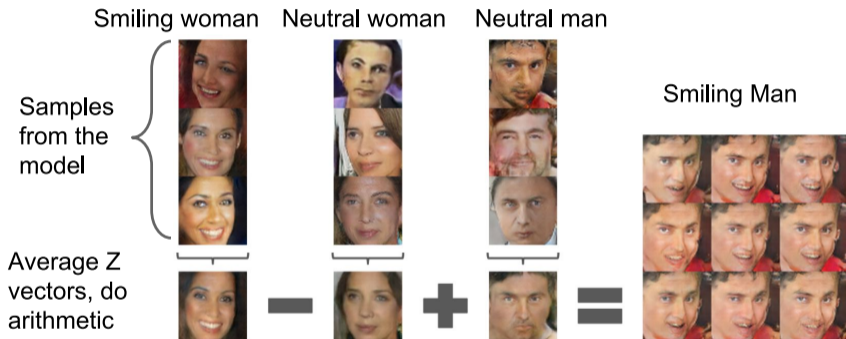 Smiling woman
Neutral woman
Neutral man
Samples
from the
model
Smiling Man
Average Z
vectors, do
arithmetic